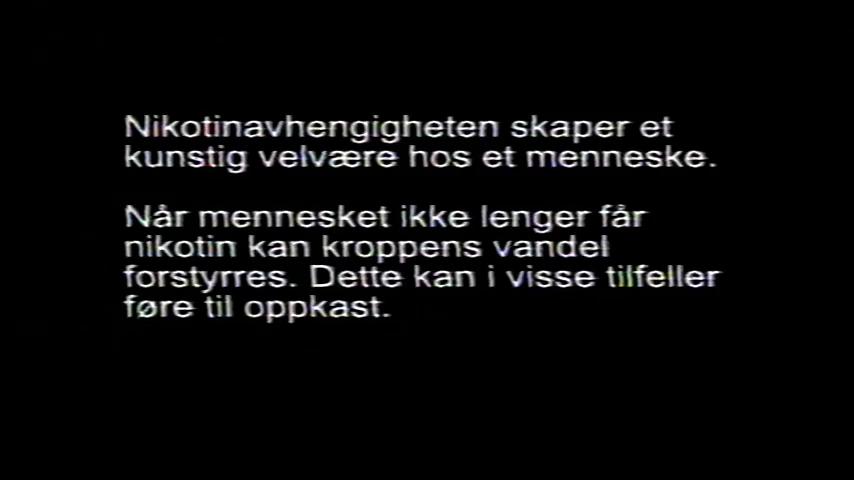 Nikotinavhengigheten skaper et
kunstig velvære hos et menneske.
Når mennesket ikke lenger får
nikotin kan kroppens vandel
forstyrres. Dette kan i visse tilfeller
føre til oppkast.